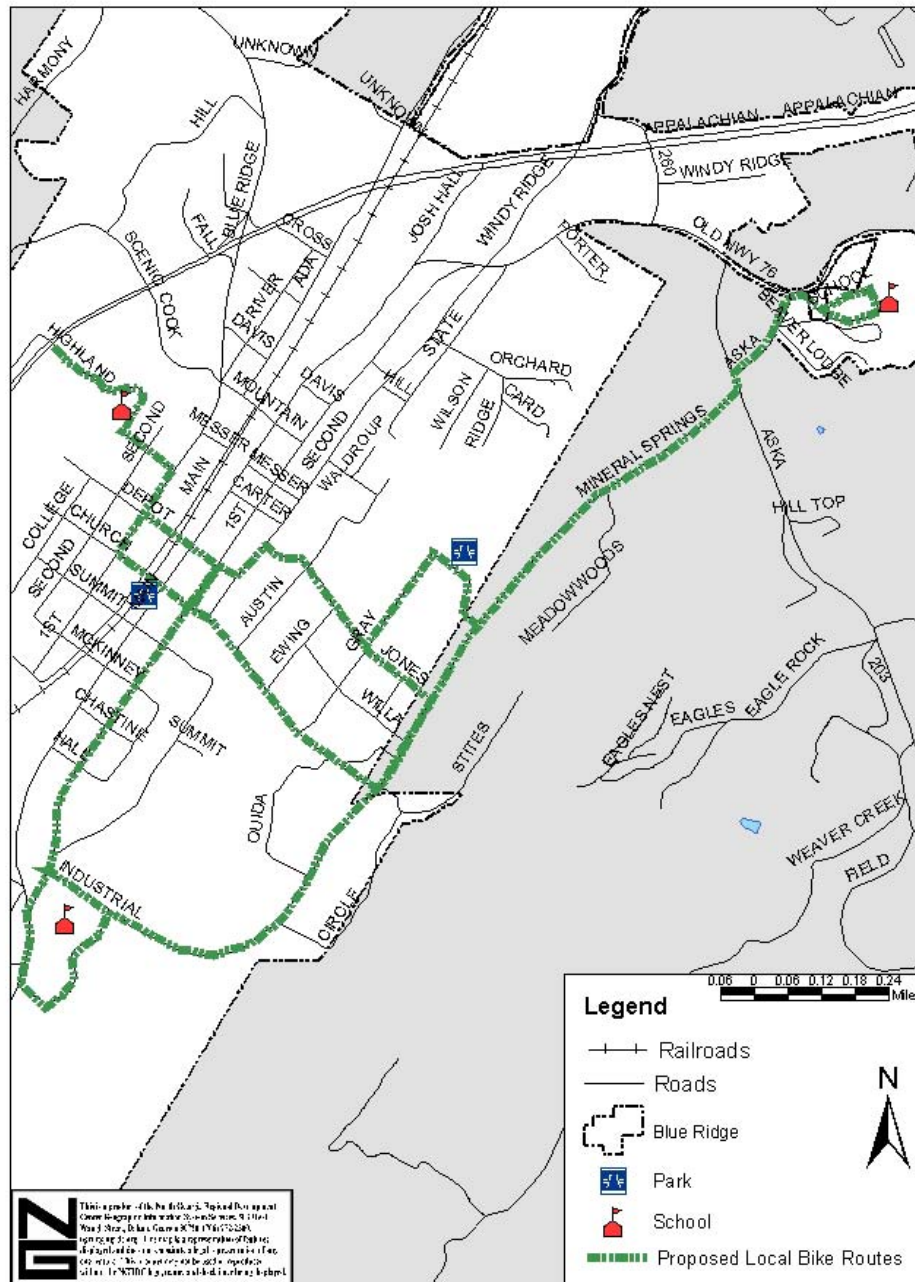 HARMONY
UNKNOWN
UNKNOWN
HILL
BLUE RIDGE
FALL
SCENIC
COOK
CROSS
ADA
DRIVER
DAVIS
JOSH HALL
WINDY RIDGE
APPALACHIAN
APPALACHIAN
260
WINDY RIDGE
PORTER
OLD HWY 76
SCHOOL
BEAVER LODGE
ASKA
ASKA
HIGHLAND
SECOND
MESSER
MAIN
MOUNTAIN
DAVIS
HILL
STATE
ORCHARD
CARD
WILSON
RIDGE
SECOND
WALDROUP
MESSER
CARTER
1ST
DEPOT
COLLEGE
CHURCH
SECOND
SUMMIT
1ST
MCKINNEY
CHASTINE
HALL
SUMMIT
AUSTIN
EWING
GRAY
JONES
WILLA
MINERAL SPRINGS
MEADOWWOODS
HILL TOP
STITES
EAGLESNEST
EAGLES
EAGLE ROCK
203
WEAVER CREEK
FIELD
OUIDA
CIRCLE
INDUSTRIAL
0.06 0 0.06 0.12 0.18 0.24
Mile
Legend
Railroads
Roads
Blue Ridge
Park
School
Proposed Local Bike Routes
N